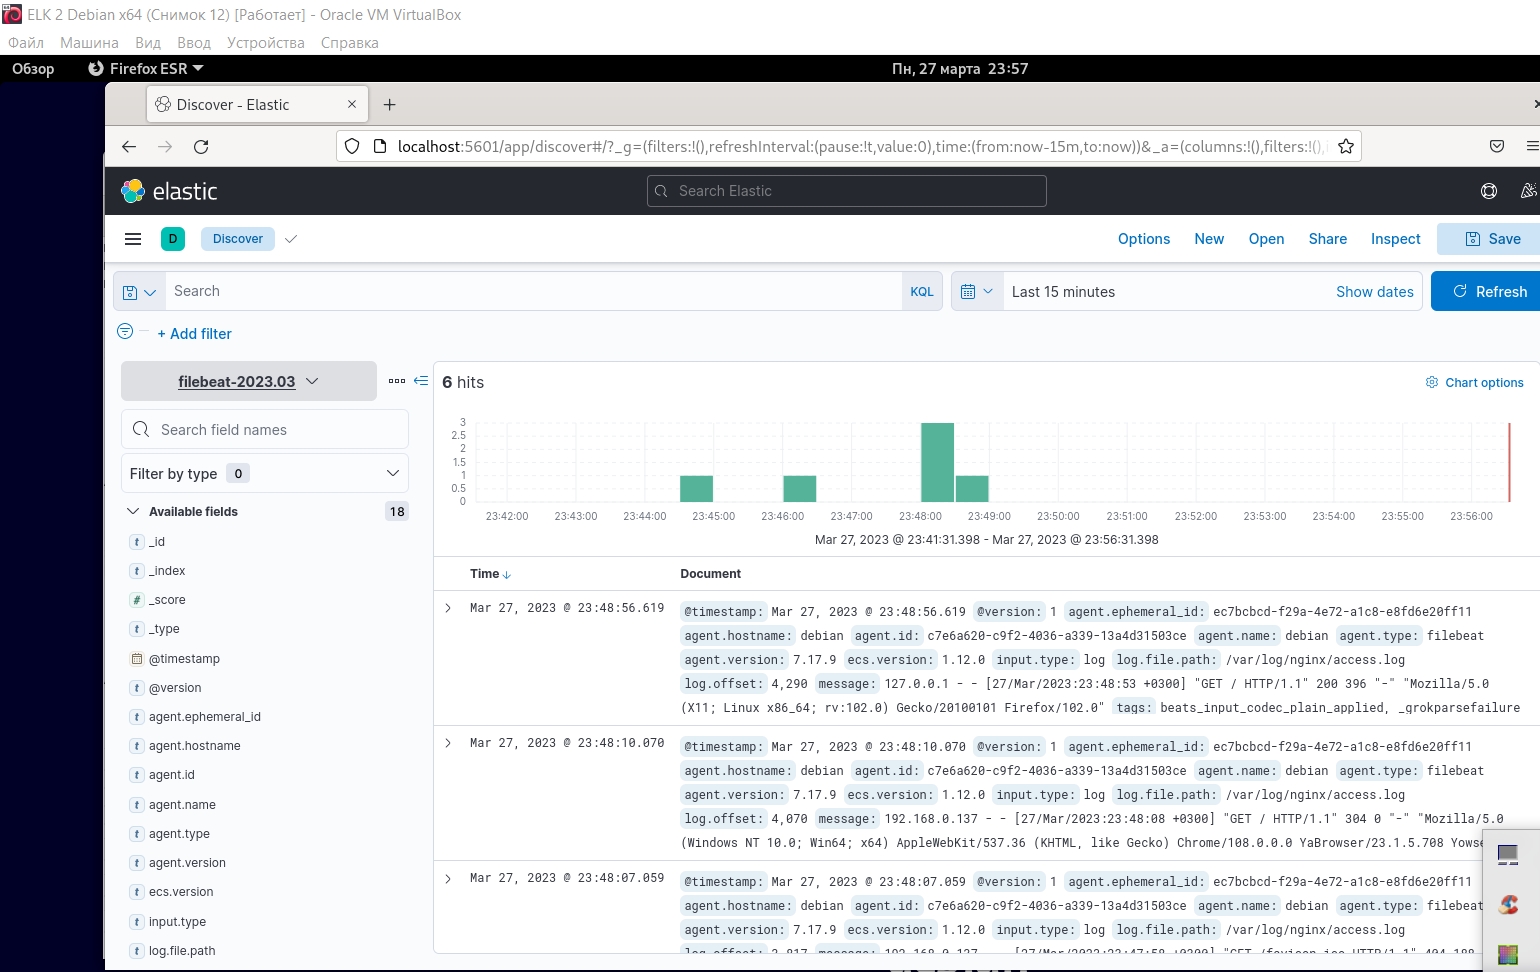 ELK 2 Debian x64 (Снимок 12) [Работает] - Oracle VM VirtualBox
Файл Машина Вид Ввод Устройства Справка
Обзор Firefox ESR Пн, 27 марта 23:57
Discover - Elastic
localhost:5601/app/discover#/?_g=(filters:!(),refreshInterval:(pause:!t,value:0),time:(from:now-15m,to:now))&_a=(columns:!(),filters:!(),i
elastic Search Elastic
D Discover Options New Open Share Inspect Save
Search KQL Last 15 minutes Show dates Refresh
+ Add filter
filebeat-2023.03
6 hits
Chart options
Search field names
Filter by type 0
Available fields 18
_id
_index
_score
_type
@timestamp
@version
agent.ephemeral_id
agent.hostname
agent.id
agent.name
agent.type
agent.version
ecs.version
input.type
log.file.path
3
2.5
2
1.5
1
0.5
0
23:42:00 23:43:00 23:44:00 23:45:00 23:46:00 23:47:00 23:48:00 23:49:00 23:50:00 23:51:00 23:52:00 23:53:00 23:54:00 23:55:00 23:56:00
Mar 27, 2023 @ 23:41:31.398 - Mar 27, 2023 @ 23:56:31.398
Time Document
Mar 27, 2023 @ 23:48:56.619 @timestamp: Mar 27, 2023 @ 23:48:56.619 @version: 1 agent.ephemeral_id: ec7bcbcd-f29a-4e72-a1c8-e8fd6e20ff11
agent.hostname: debian agent.id: c7e6a620-c9f2-4036-a339-13a4d31503ce agent.name: debian agent.type: filebeat
agent.version: 7.17.9 ecs.version: 1.12.0 input.type: log log.file.path: /var/log/nginx/access.log
log.offset: 4,290 message: 127.0.0.1 - - [27/Mar/2023:23:48:53 +0300] "GET / HTTP/1.1" 200 396 "-" "Mozilla/5.0
(X11; Linux x86_64; rv:102.0) Gecko/20100101 Firefox/102.0" tags: beats_input_codec_plain_applied, _grokparsefailure
Mar 27, 2023 @ 23:48:10.070 @timestamp: Mar 27, 2023 @ 23:48:10.070 @version: 1 agent.ephemeral_id: ec7bcbcd-f29a-4e72-a1c8-e8fd6e20ff11
agent.hostname: debian agent.id: c7e6a620-c9f2-4036-a339-13a4d31503ce agent.name: debian agent.type: filebeat
agent.version: 7.17.9 ecs.version: 1.12.0 input.type: log log.file.path: /var/log/nginx/access.log
log.offset: 4,070 message: 192.168.0.137 - - [27/Mar/2023:23:48:08 +0300] "GET / HTTP/1.1" 304 0 "-" "Mozilla/5.0
(Windows NT 10.0; Win64; x64) AppleWebKit/537.36 (KHTML, like Gecko) Chrome/108.0.0.0 YaBrowser/23.1.5.708 Yowse
Mar 27, 2023 @ 23:48:07.059 @timestamp: Mar 27, 2023 @ 23:48:07.059 @version: 1 agent.ephemeral_id: ec7bcbcd-f29a-4e72-a1c8-e8fd6e20ff11
agent.hostname: debian agent.id: c7e6a620-c9f2-4036-a339-13a4d31503ce agent.name: debian agent.type: filebeat
agent.version: 7.17.9 ecs.version: 1.12.0 input.type: log log.file.path: /var/log/nginx/access.log